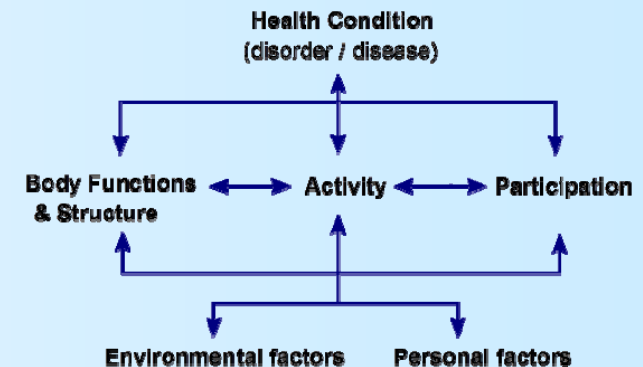 Health Condition
(disorder / disease)
Body Functions
& Structure
Activity
Participation
Environmental factors
Personal factors